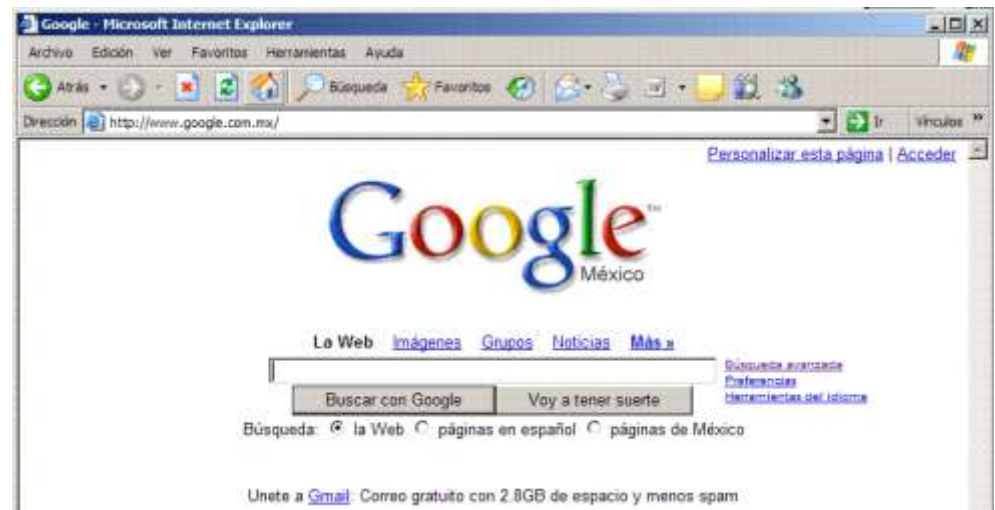 Google - Microsoft Internet Explorer
Archivo Edición Ver Favoritos Herramientas Ayuda
Atrás Búsqueda Favoritos
Dirección http://www.google.com.mx/ Ir Vínculos »
Personalizar esta página | Acceder
Google™
México
La Web Imágenes Grupos Noticias Más »
Búsqueda avanzada
Preferencias
Herramientas del idioma
Buscar con Google Voy a tener suerte
Búsqueda: la Web páginas en español páginas de México
Unete a Gmail: Correo gratuito con 2.8GB de espacio y menos spam